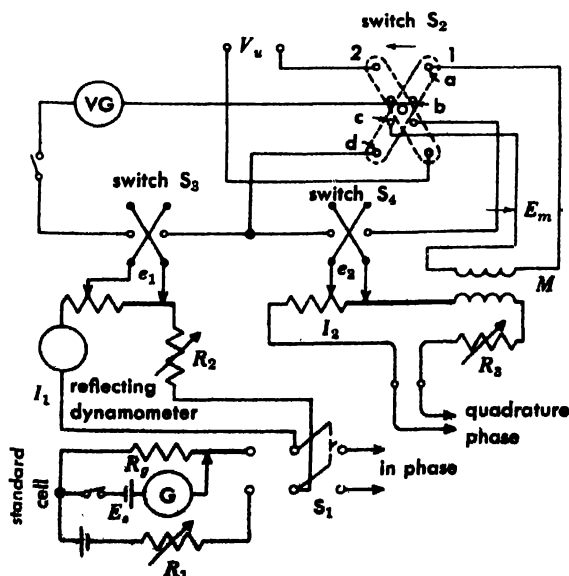 switch S2
Vu
2
1
a
b
c
d
VG
switch S3
switch S4
Em
e1
e2
M
I2
R2
R3
I1
reflecting
dynamometer
quadrature
phase
in phase
S1
Rg
G
Es
standard
cell